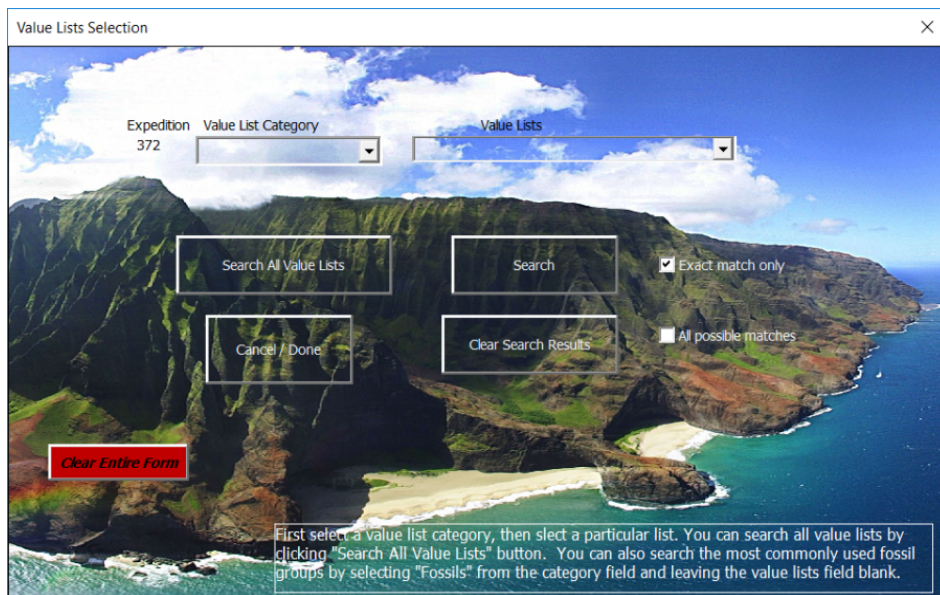 Value Lists Selection
Expedition Value List Category Value Lists
372
Search All Value Lists Search Exact match only
Cancel / Done Clear Search Results All possible matches
Clear Entire Form
First select a value list category, then slect a particular list. You can search all value lists by
clicking "Search All Value Lists" button. You can also search the most commonly used fossil
groups by selecting "Fossils" from the category field and leaving the value lists field blank.